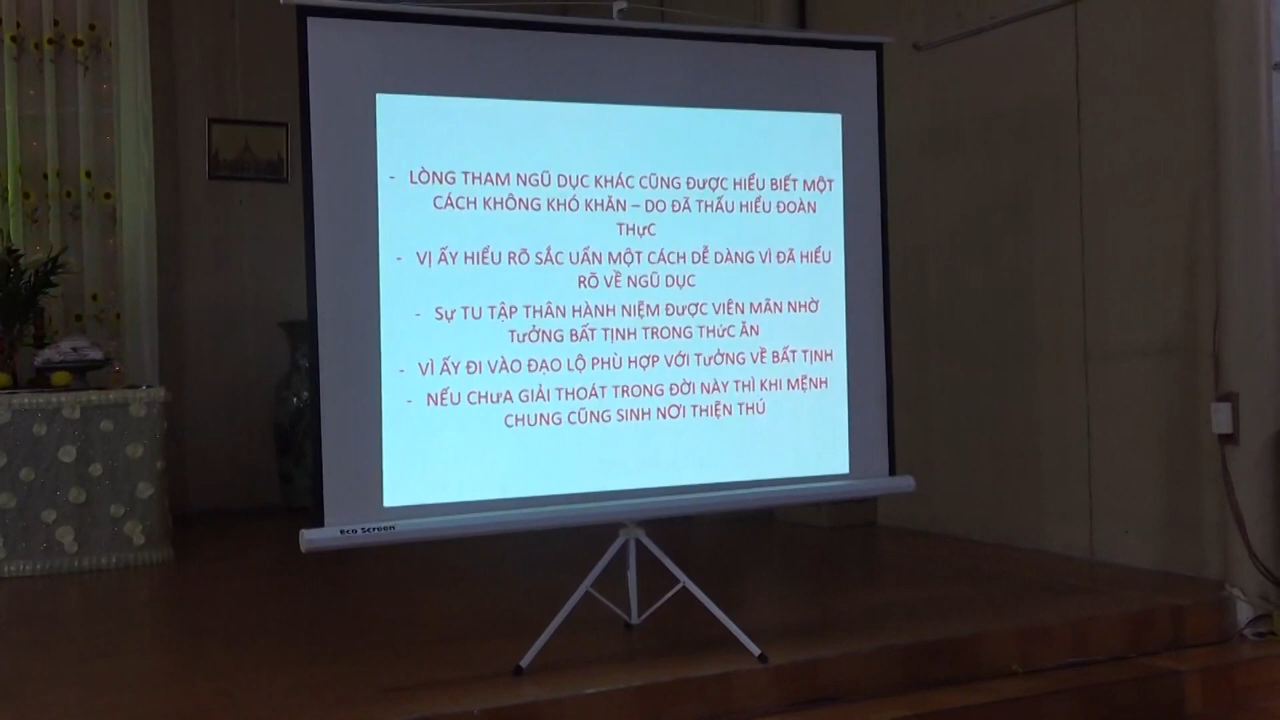 - LÒNG THAM NGŨ DỤC KHÁC CŨNG ĐƯỢC HIỂU BIẾT MỘT
CÁCH KHÔNG KHÓ KHĂN – DO ĐÃ THẤU HIỂU ĐOÀN
THựC
- VỊ ẤY HIỂU RÕ SẮC UẨN MỘT CÁCH DỄ DÀNG VÌ ĐÃ HIỂU
RÕ VỀ NGŨ DỤC
- Sự TU TẬP THÂN HÀNH NIỆM ĐƯỢC VIÊN MÃN NHỜ
TưỞNG BẤT TỊNH TRONG THứC ĂN
- VÌ ẤY ĐI VÀO ĐẠO LỘ PHÙ HỢP VỚI TưỞNG VỀ BẤT TỊNH
- NẾU CHưA GIẢI THOÁT TRONG ĐỜI NÀY THÌ KHI MỆNH
CHUNG CŨNG SINH NƠI THIỆN THÚ
Eco Screen